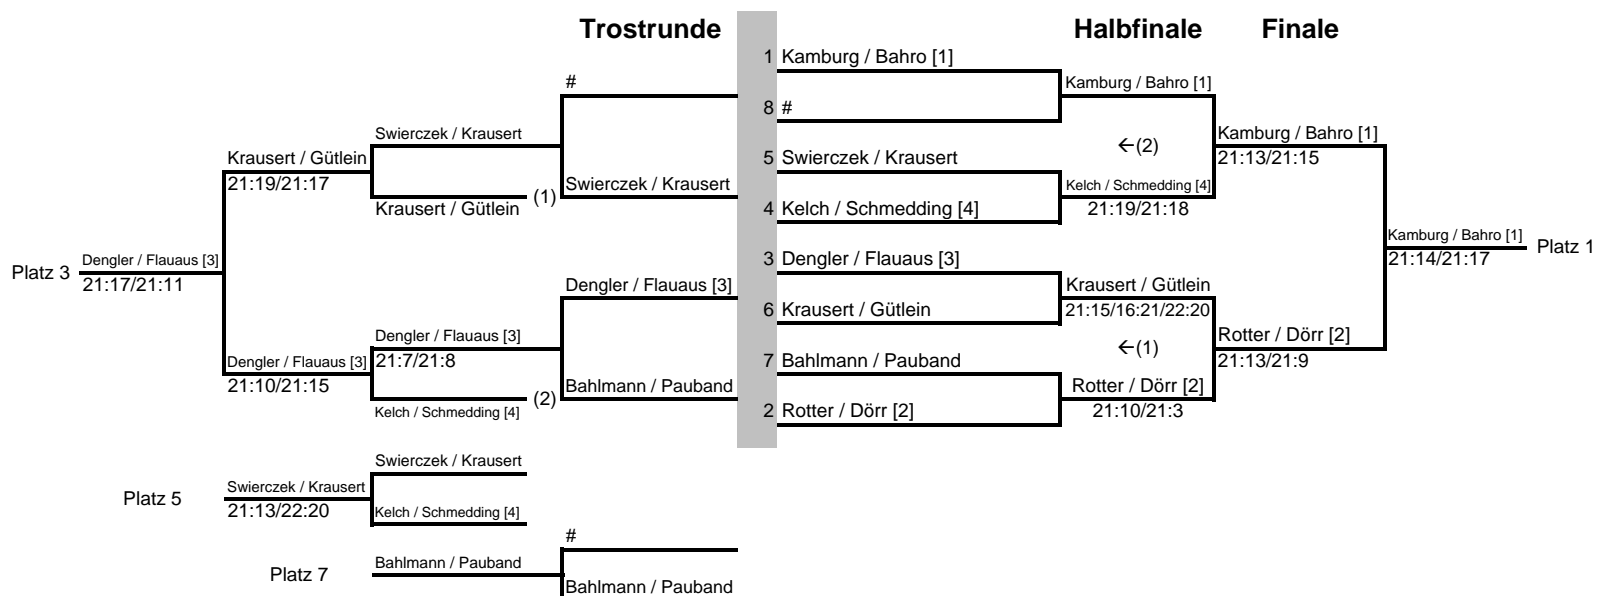 Trostrunde
Halbfinale
Finale
1 Kamburg / Bahro [1]
#
Kamburg / Bahro [1]
8 #
Swierczek / Krausert
Kamburg / Bahro [1]
Krausert / Gütlein
5 Swierczek / Krausert
←(2)
21:13/21:15
21:19/21:17
Swierczek / Krausert
Kelch / Schmedding [4]
Krausert / Gütlein
(1)
4 Kelch / Schmedding [4]
21:19/21:18
Kamburg / Bahro [1]
Platz 1
Platz 3
Dengler / Flauaus [3]
3 Dengler / Flauaus [3]
21:14/21:17
21:17/21:11
Dengler / Flauaus [3]
Krausert / Gütlein
6 Krausert / Gütlein
21:15/16:21/22:20
Dengler / Flauaus [3]
←(1)
Rotter / Dörr [2]
Dengler / Flauaus [3]
21:7/21:8
7 Bahlmann / Pauband
21:13/21:9
21:10/21:15
Bahlmann / Pauband
Rotter / Dörr [2]
Kelch / Schmedding [4]
(2)
2 Rotter / Dörr [2]
21:10/21:3
Swierczek / Krausert
Platz 5
Swierczek / Krausert
21:13/22:20
Kelch / Schmedding [4]
#
Platz 7
Bahlmann / Pauband
Bahlmann / Pauband